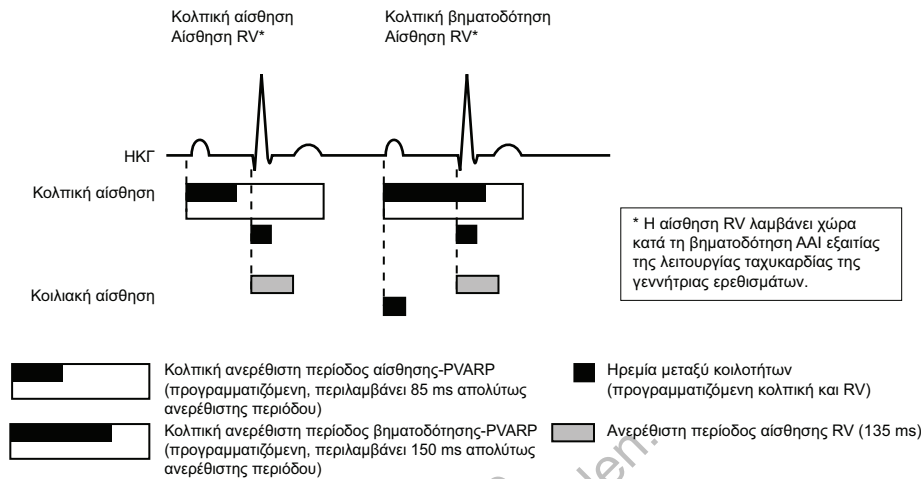 Κολπική αίσθηση
Αίσθηση RV*
Κολπική βηματοδότηση
Αίσθηση RV*
ΗΚΓ
Κολπική αίσθηση
Κοιλιακή αίσθηση
* Η αίσθηση RV λαμβάνει χώρα
κατά τη βηματοδότηση AAI εξαιτίας
της λειτουργίας ταχυκαρδίας της
γεννήτριας ερεθισμάτων.
Κολπική ανερέθιστη περίοδος αίσθησης-PVARP
(προγραμματιζόμενη, περιλαμβάνει 85 ms απολύτως
ανερέθιστης περιόδου)
Κολπική ανερέθιστη περίοδος βηματοδότησης-PVARP
(προγραμματιζόμενη, περιλαμβάνει 150 ms απολύτως
ανερέθιστης περιόδου)
Ηρεμία μεταξύ κοιλοτήτων
(προγραμματιζόμενη κολπική και RV)
Ανερέθιστη περίοδος αίσθησης RV (135 ms)